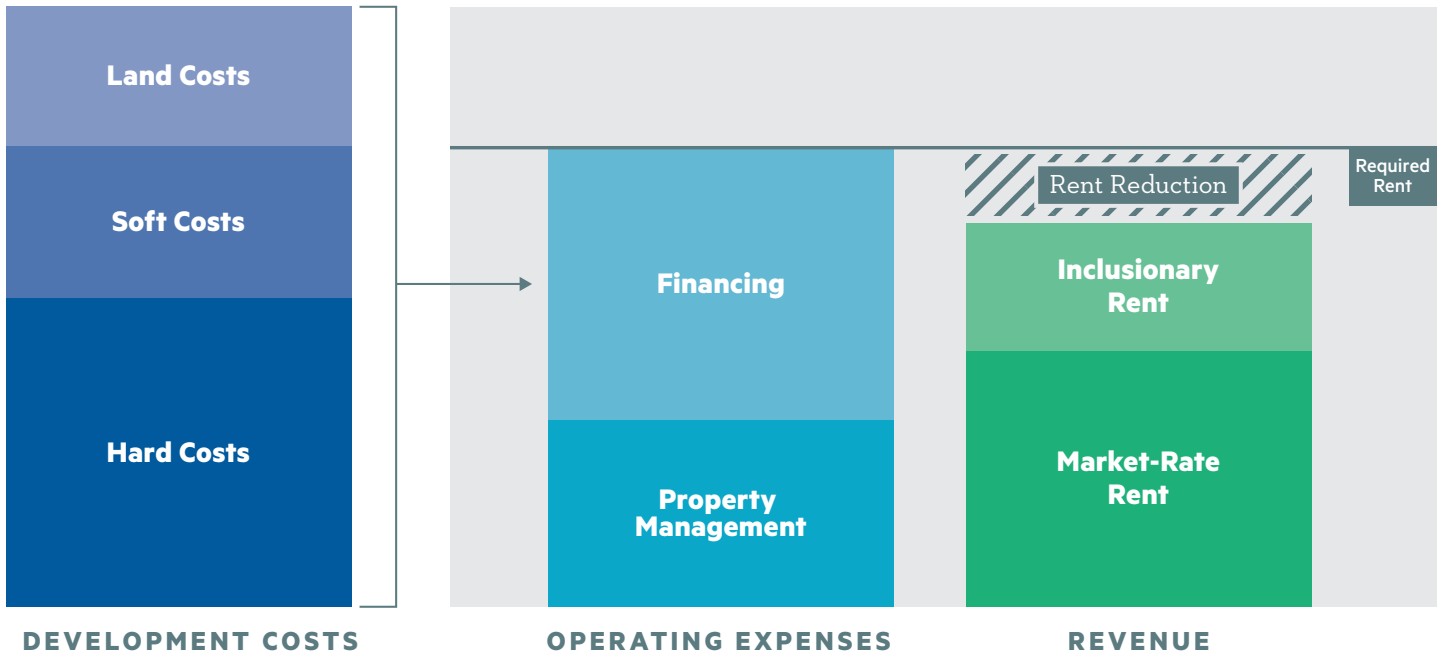 Land Costs
Soft Costs
Hard Costs
DEVELOPMENT COSTS
Financing
Property
Management
OPERATING EXPENSES
Rent Reduction
Inclusionary
Rent
Market-Rate
Rent
REVENUE
Required
Rent